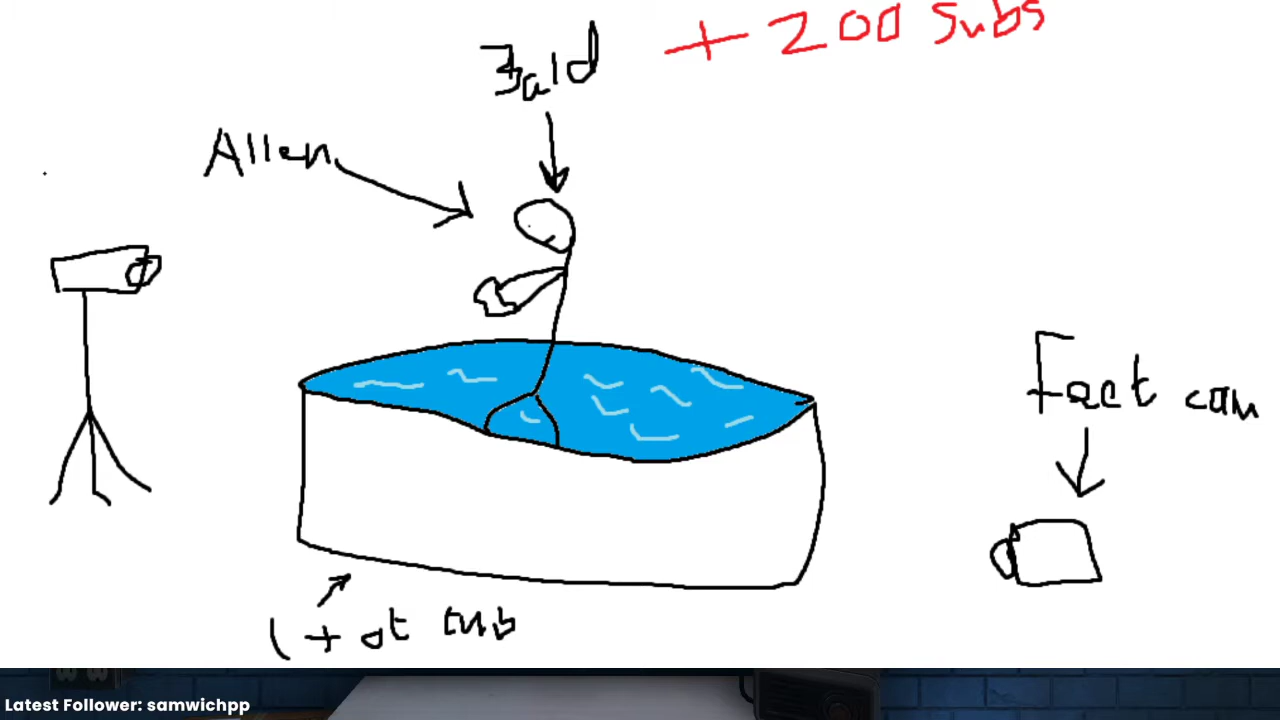 + 200 Subs
Bald
Allen
Feet cam
Hot tub
Latest Follower: samwichpp